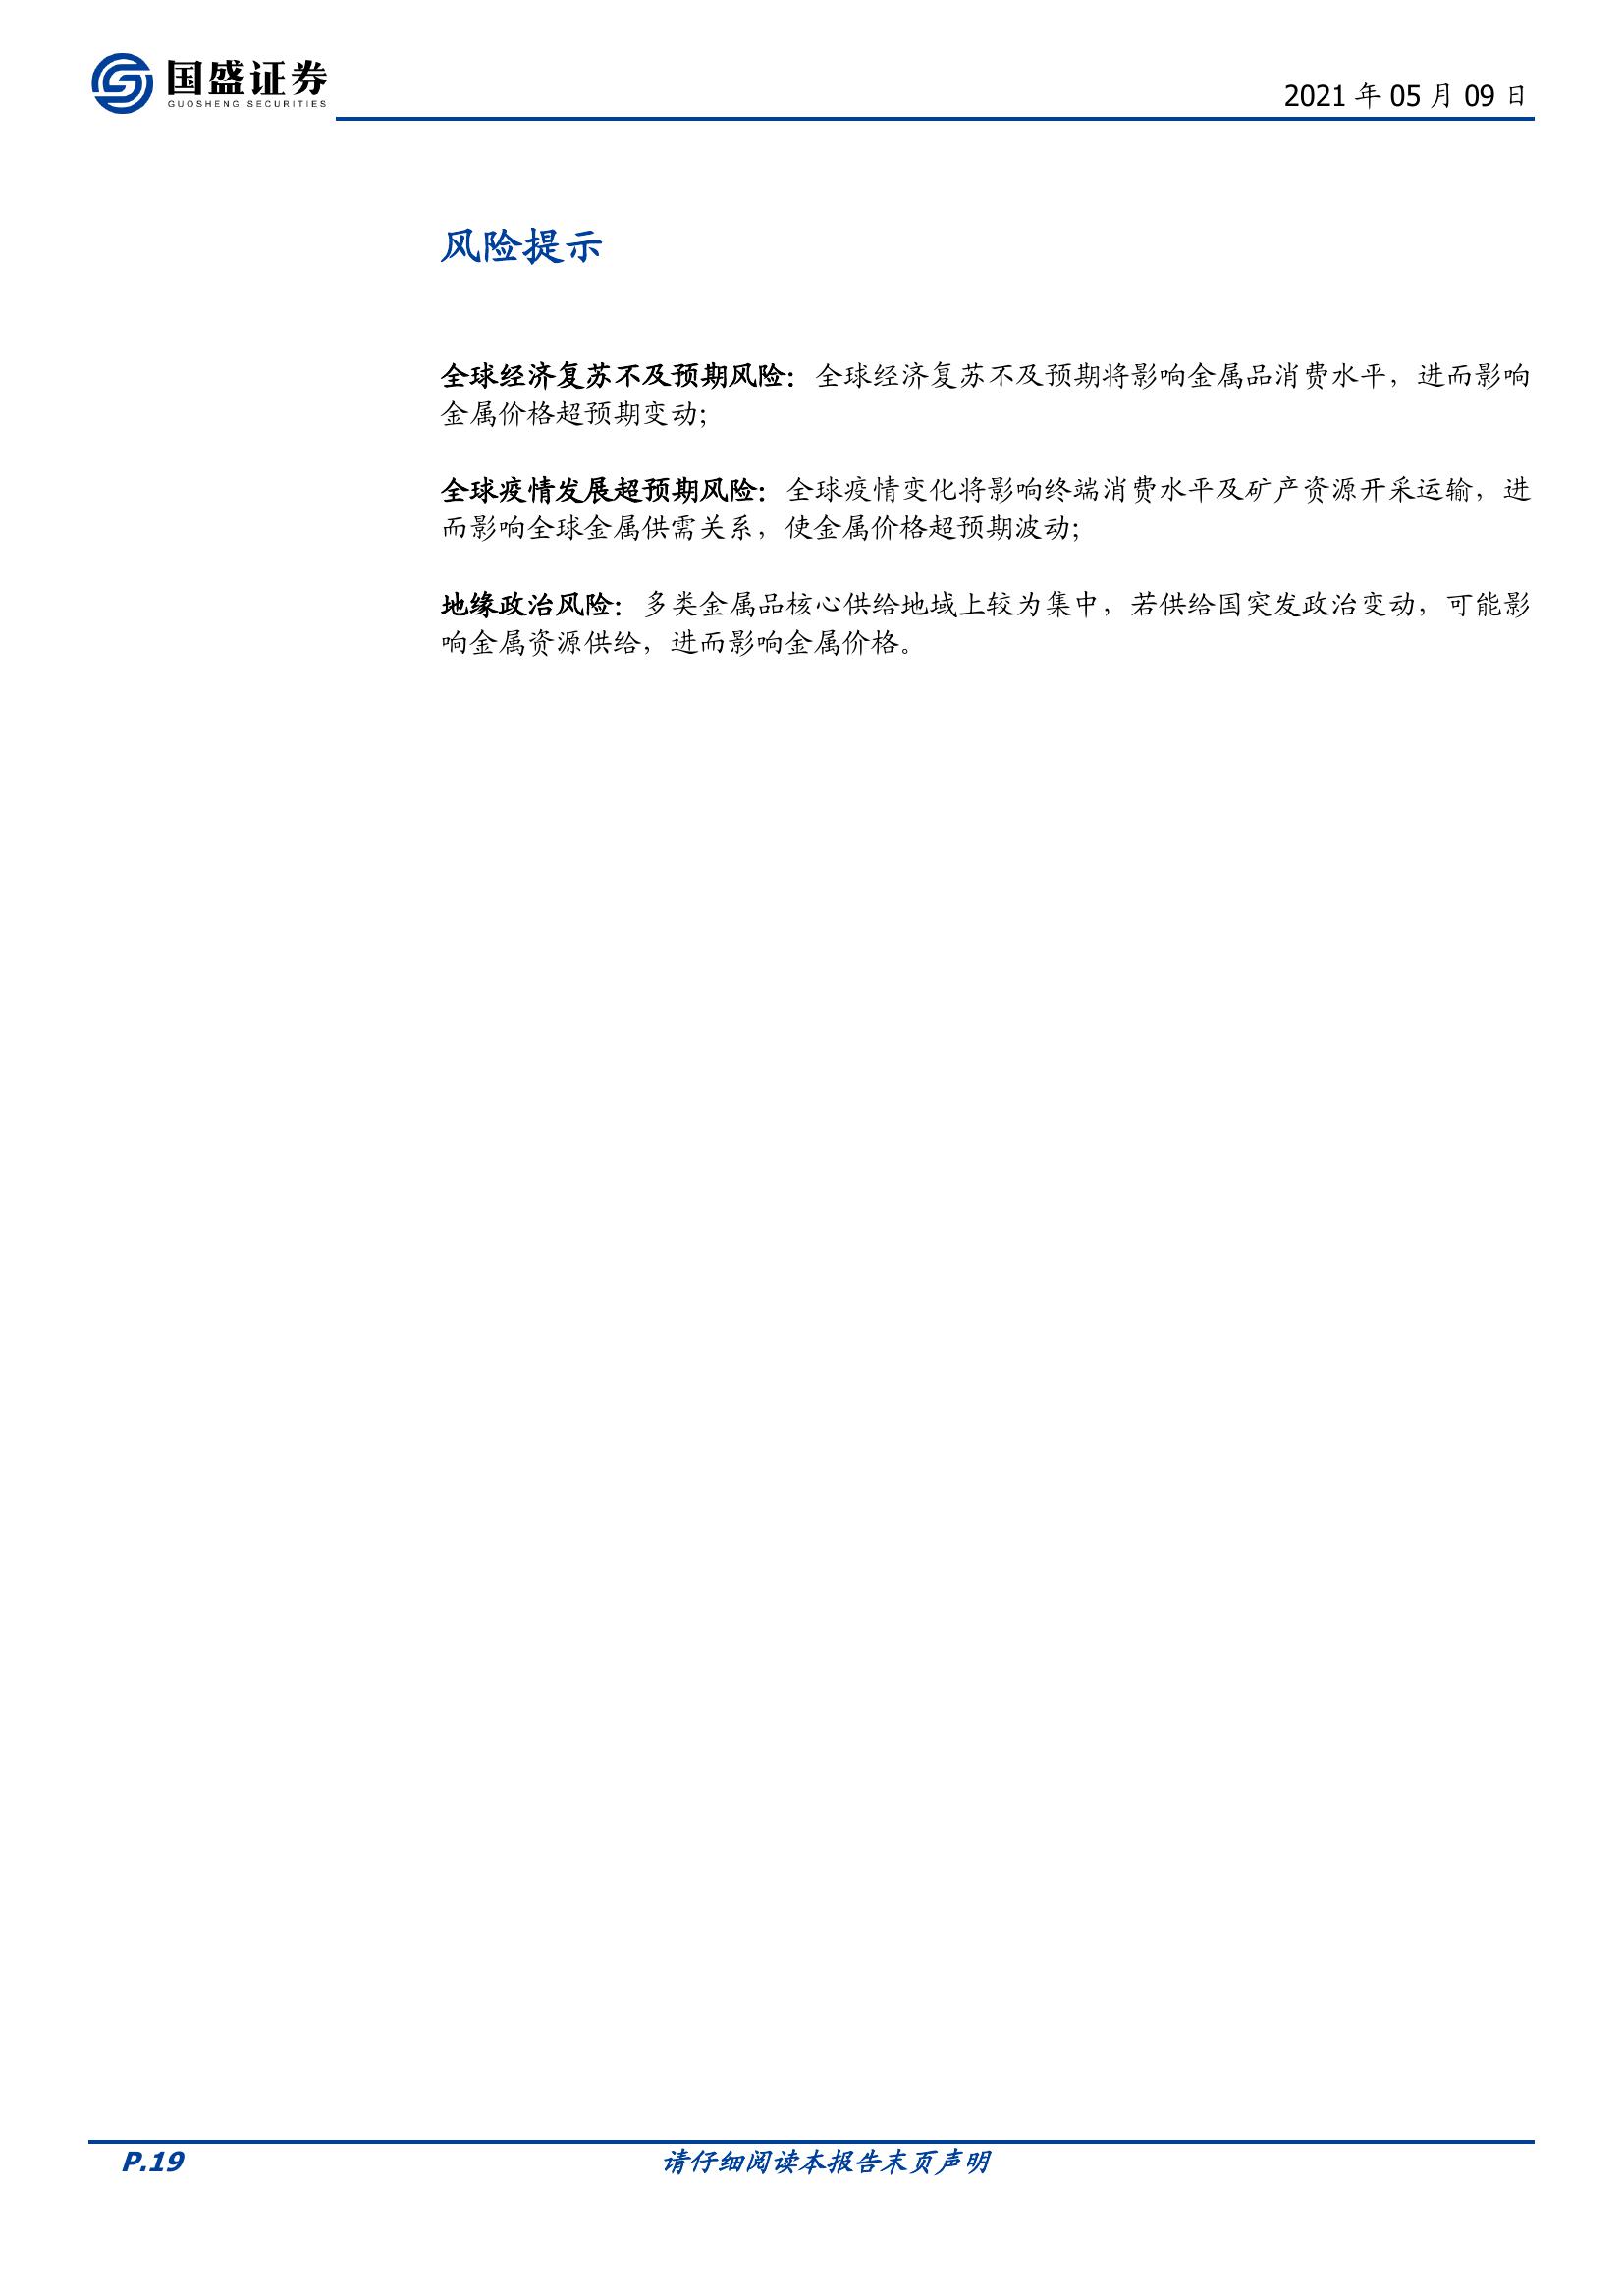 国盛证券
GUOSHENG SECURITIES
2021 年 05 月 09 日
风险提示
全球经济复苏不及预期风险：全球经济复苏不及预期将影响金属品消费水平，进而影响
金属价格超预期变动；
全球疫情发展超预期风险：全球疫情变化将影响终端消费水平及矿产资源开采运输，进
而影响全球金属供需关系，使金属价格超预期波动；
地缘政治风险：多类金属品核心供给地域上较为集中，若供给国突发政治变动，可能影
响金属资源供给，进而影响金属价格。
P.19
请仔细阅读本报告末页声明